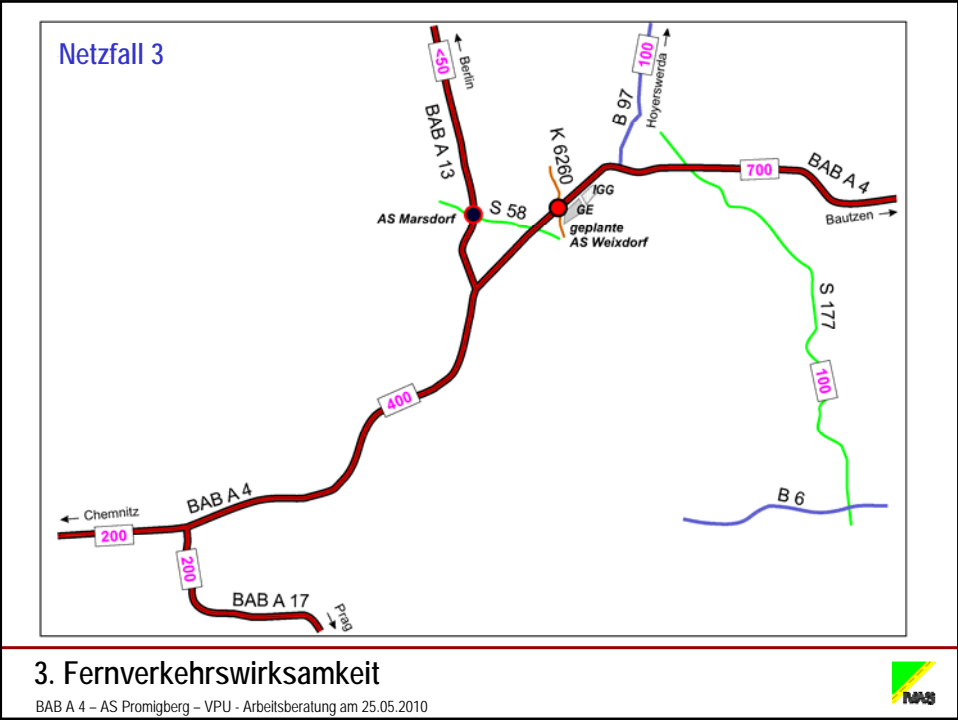 Netzfall 3
<50
Berlin
BAB A 13
100
Hoyerswerda
B 97
K 6260
IGG
GE
geplante
AS Weixdorf
AS Marsdorf
S 58
700
BAB A 4
Bautzen
S 177
100
400
B 6
BAB A 4
Chemnitz
200
200
BAB A 17
Prag
3. Fernverkehrswirksamkeit
BAB A 4 – AS Promigberg – VPU - Arbeitsberatung am 25.05.2010
IVAS